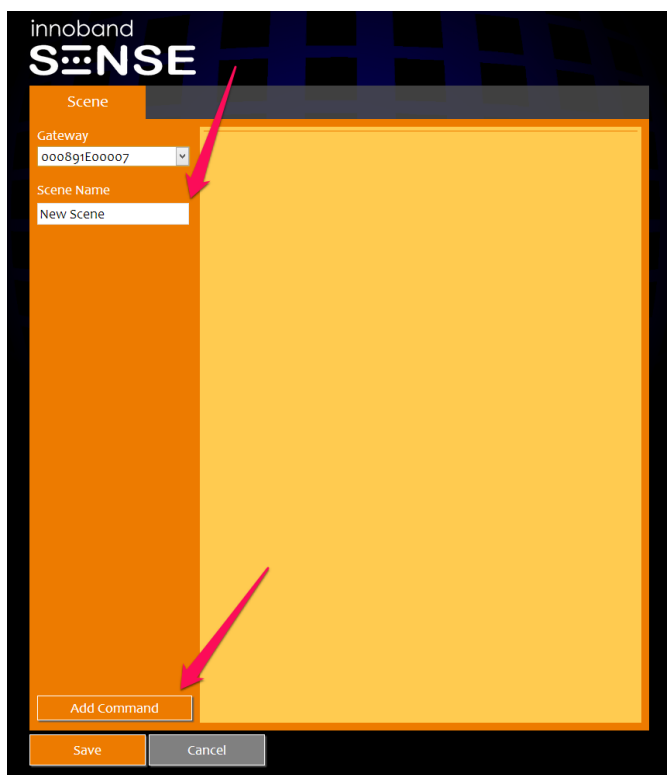 innoband
SENSE
Scene
Gateway
000891E00007
Scene Name
New Scene
Add Command
Save
Cancel